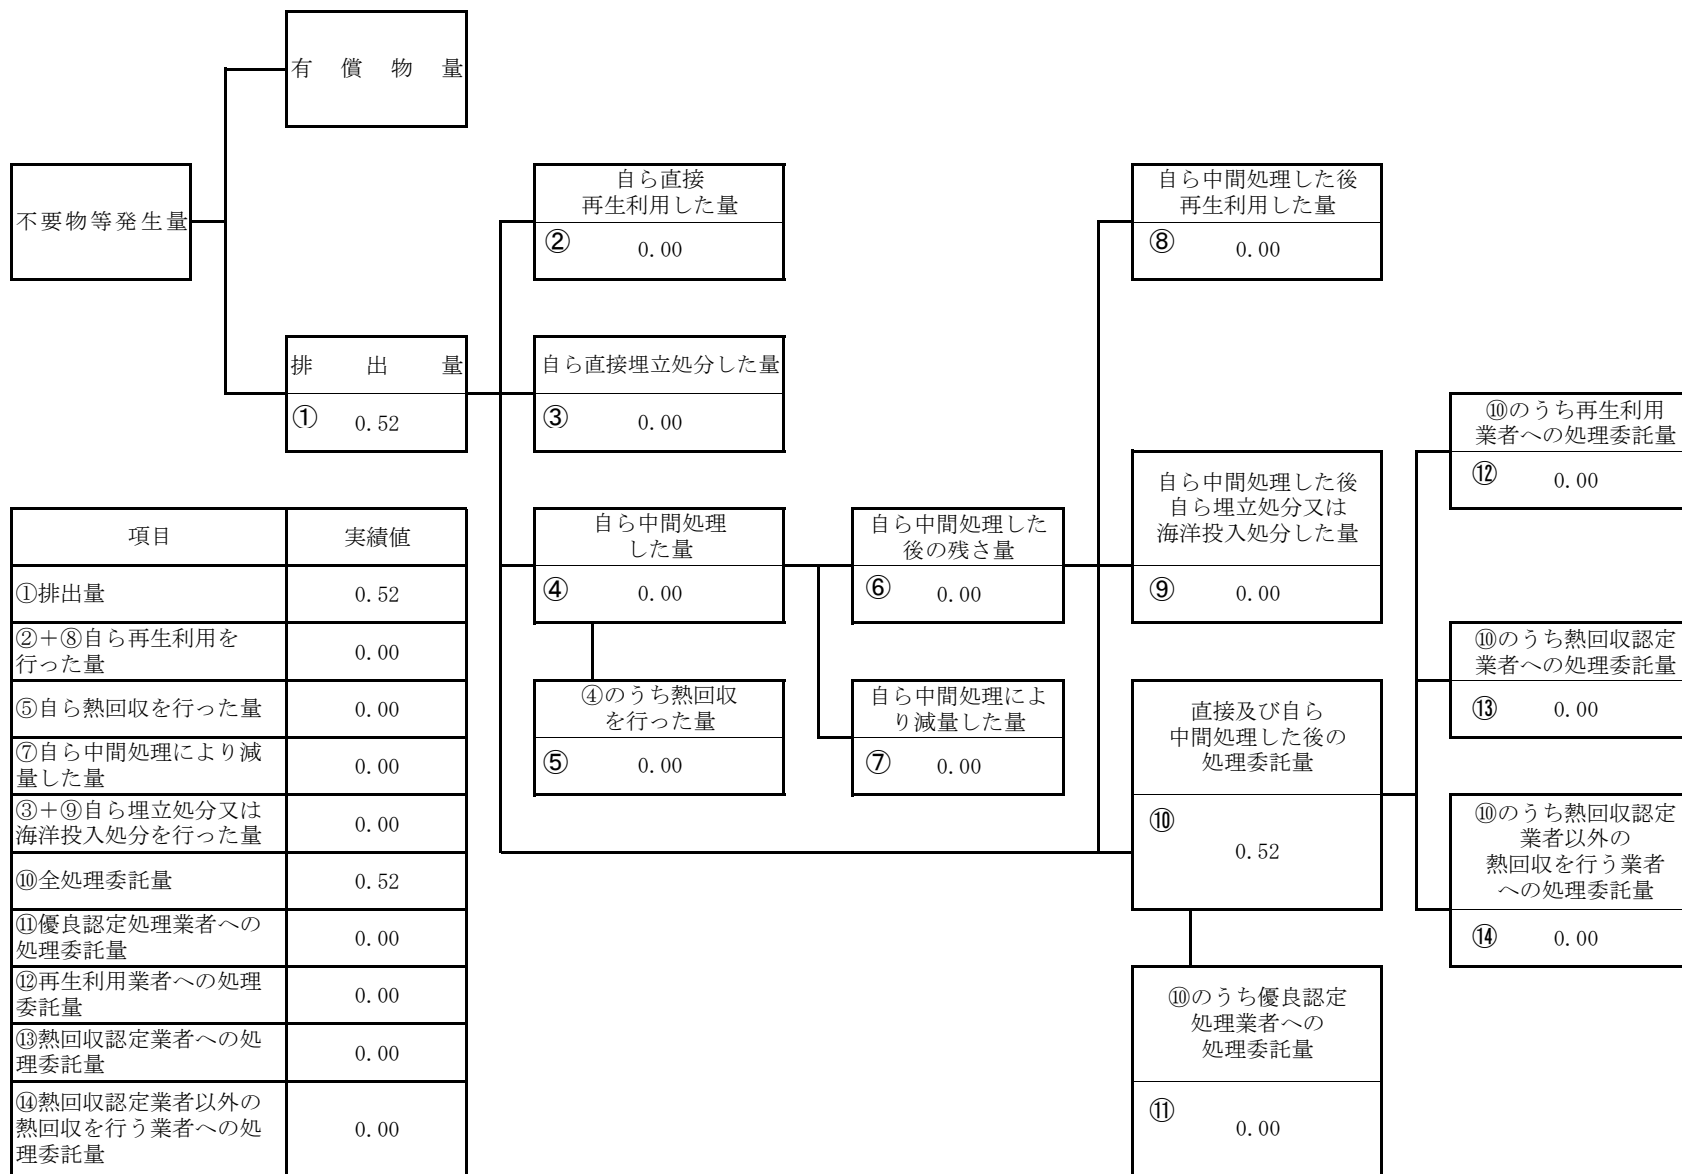 有償物量
不要物等発生量
排出量
① 0.52
自ら直接
再生利用した量
② 0.00
自ら直接埋立処分した量
③ 0.00
自ら中間処理
した量
④ 0.00
④のうち熱回収
を行った量
⑤ 0.00
自ら中間処理した
後の残さ量
⑥ 0.00
自ら中間処理によ
り減量した量
⑦ 0.00
自ら中間処理した後
再生利用した量
⑧ 0.00
自ら中間処理した後
自ら埋立処分又は
海洋投入処分した量
⑨ 0.00
直接及び自ら
中間処理した後の
処理委託量
⑩
0.52
⑩のうち優良認定
処理業者への
処理委託量
⑪
0.00
⑩のうち再生利用
業者への処理委託量
⑫ 0.00
⑩のうち熱回収認定
業者への処理委託量
⑬ 0.00
⑩のうち熱回収認定
業者以外の
熱回収を行う業者
への処理委託量
⑭ 0.00
項目 実績値
①排出量 0.52
②+⑧自ら再生利用を
行った量 0.00
⑤自ら熱回収を行った量 0.00
⑦自ら中間処理により減
量した量 0.00
③+⑨自ら埋立処分又は
海洋投入処分を行った量 0.00
⑩全処理委託量 0.52
⑪優良認定処理業者への
処理委託量 0.00
⑫再生利用業者への処理
委託量 0.00
⑬熱回収認定業者への処
理委託量 0.00
⑭熱回収認定業者以外の
熱回収を行う業者への処 0.00
理委託量